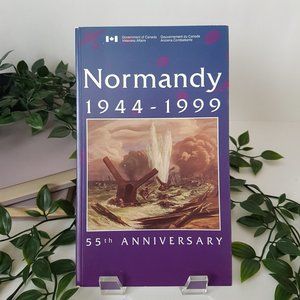 Government of Canada Gouvernement du Canada
Veterans Affairs Anciens Combattants
Normandy
1944-1999
55th ANNIVERSARY